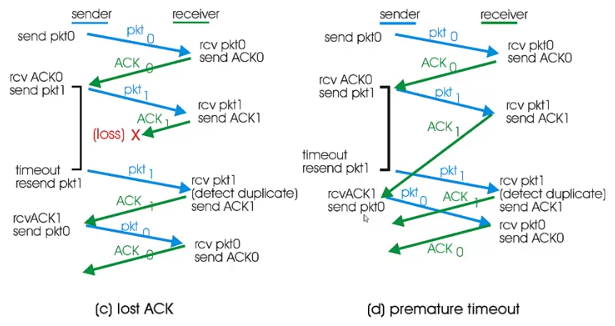 sender
receiver
send pkt0
pkt 0
rcv pkt0
send ACK0
ACK 0
rcv ACK0
send pkt1
pkt 1
rcv pkt1
send ACK1
ACK 1
(loss) X
timeout
resend pkt1
pkt 1
rcv pkt1
(detect duplicate)
send ACK1
ACK 1
rcvACK1
send pkt0
pkt 0
rcv pkt0
send ACK0
ACK 0
(c) lost ACK
sender
receiver
send pkt0
pkt 0
rcv pkt0
send ACK0
ACK 0
rcv ACK0
send pkt1
pkt 1
rcv pkt1
send ACK1
ACK 1
timeout
resend pkt1
pkt 1
rcv pkt1
(detect duplicate)
send ACK1
rcvACK1
send pkt0
pkt 0
ACK 1
rcv pkt0
send ACK0
ACK 0
(d) premature timeout